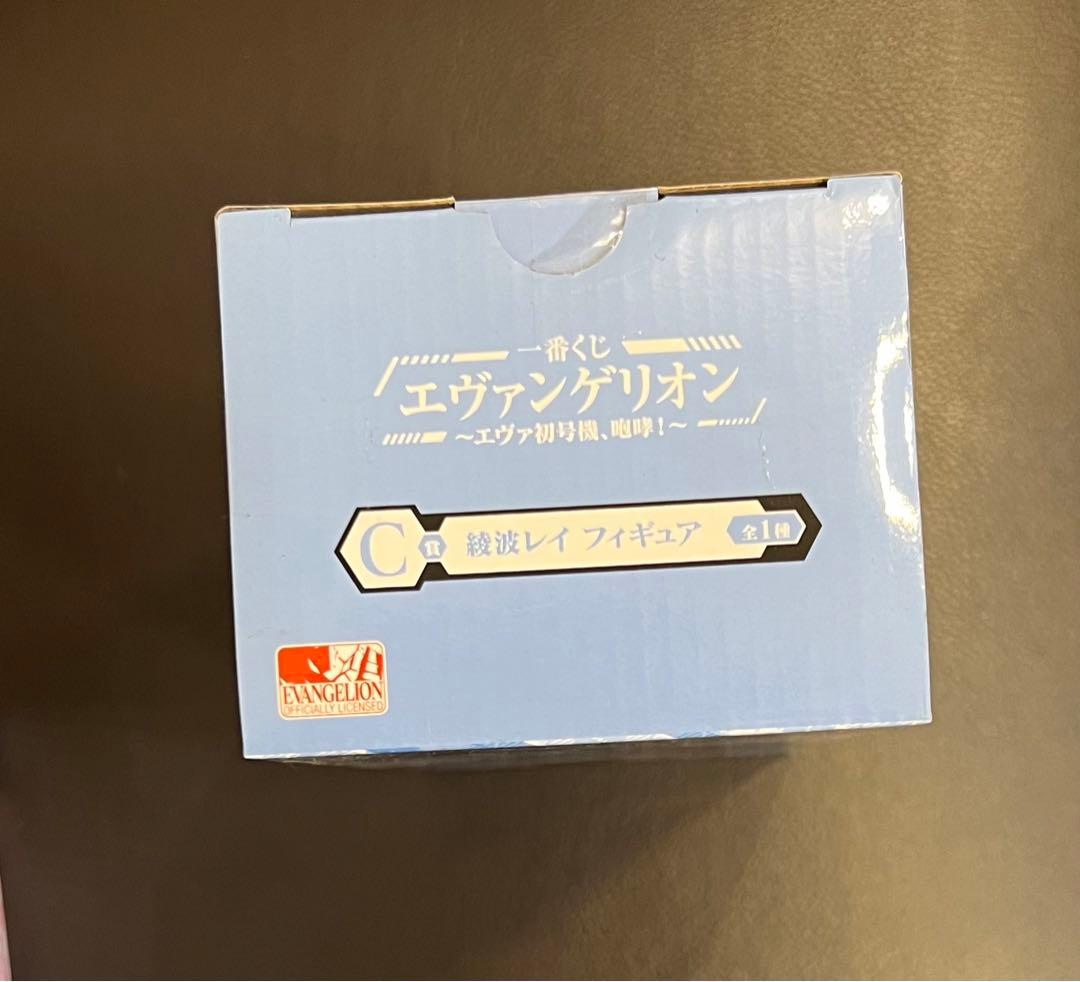 一番くじ
エヴァンゲリオン
～エヴァ初号機、咆哮！～
C賞 綾波レイ フィギュア 全1種
EVANGELION
OFFICIALLY LICENSED